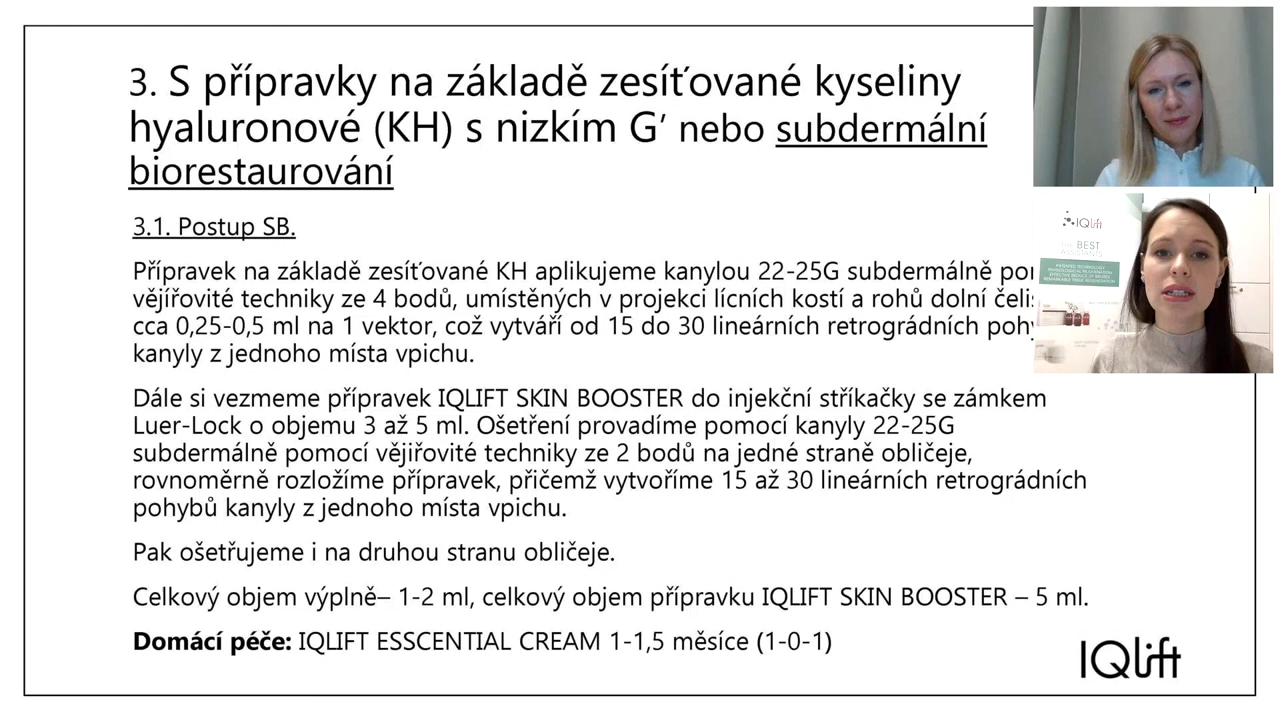 3. S přípravky na základě zesíťované kyseliny
hyaluronové (KH) s nizkím G’ nebo subdermální
biorestaurování
3.1. Postup SB.
Přípravek na základě zesíťované KH aplikujeme kanylou 22-25G subdermálně
vějířovité techniky ze 4 bodů, umístěných v projekci lícních kostí a rohů dolní
cca 0,25-0,5 ml na 1 vektor, což vytváří od 15 do 30 lineárních retrográdních
kanyly z jednoho místa vpichu.
Dále si vezmeme přípravek IQLIFT SKIN BOOSTER do injekční stříkačky se zámkem
Luer-Lock o objemu 3 až 5 ml. Ošetření provadíme pomocí kanyly 22-25G
subdermálně pomocí vějiřovité techniky ze 2 bodů na jedné straně obličeje,
rovnoměrně rozložíme přípravek, přičemž vytvoříme 15 až 30 lineárních retrográdních
pohybů kanyly z jednoho místa vpichu.
Pak ošetřujeme i na druhou stranu obličeje.
Celkový objem výplně– 1-2 ml, celkový objem přípravku IQLIFT SKIN BOOSTER – 5 ml.
Domácí péče: IQLIFT ESSCENTIAL CREAM 1-1,5 měsíce (1-0-1)
IQlift
IQlift
THE BEST
ASSISTANTS